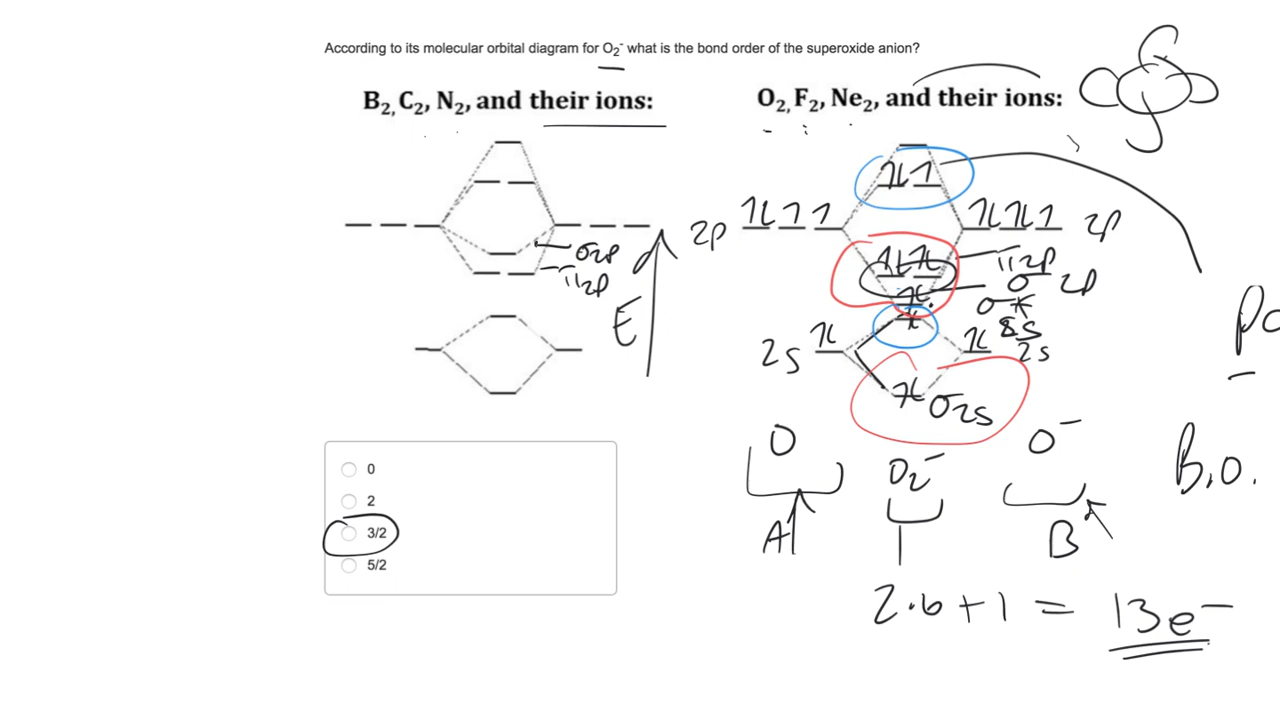 According to its molecular orbital diagram for O₂⁻ what is the bond order of the superoxide anion?
B₂, C₂, N₂, and their ions:
O₂, F₂, Ne₂, and their ions:
2p
2p
σ2p
π2p
π2p
σ 2p
σ*
2s
E
2s
2s
σ2s
0
2
3/2
5/2
O
O₂⁻
O⁻
A
B
B.O.
2·6+1 = 13e⁻